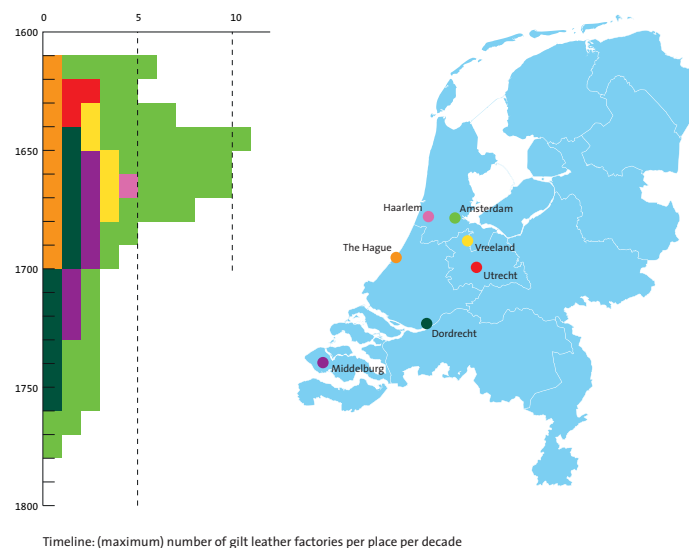 0 5 10
1600
1650
1700
1750
1800
Haarlem
Amsterdam
The Hague
Vreeland
Utrecht
Dordrecht
Middelburg
Timeline: (maximum) number of gilt leather factories per place per decade